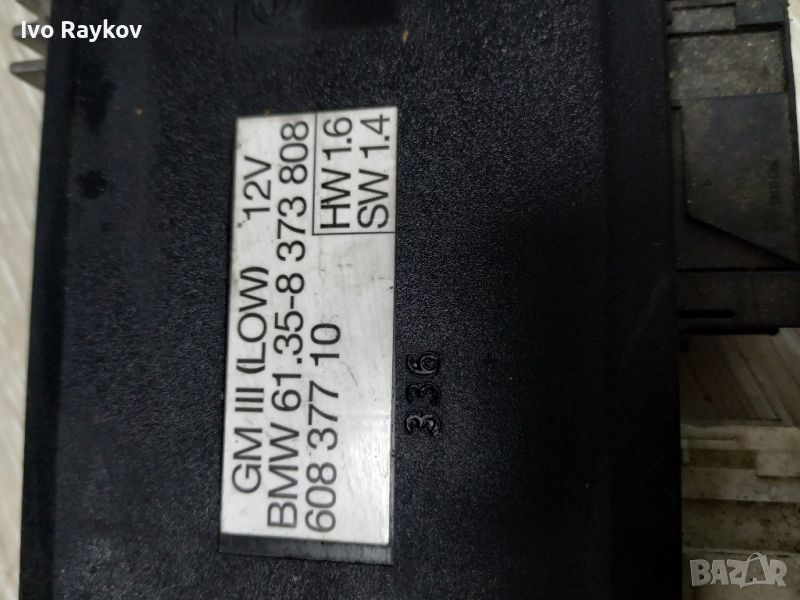 Ivo Raykov
GM III (LOW) 12V
BMW 61.35-8 373 808
608 377 10
HW 1.6
SW 1.4
336
BAZAR